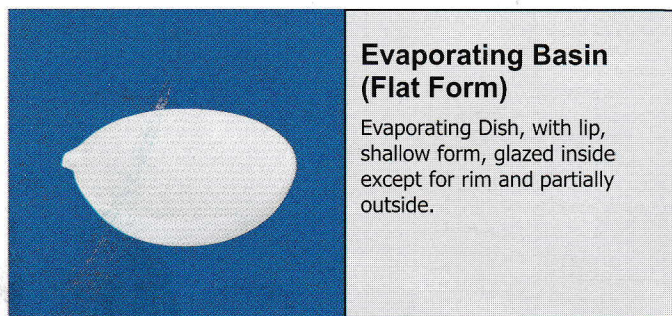 Evaporating Basin
(Flat Form)
Evaporating Dish, with lip,
shallow form, glazed inside
except for rim and partially
outside.